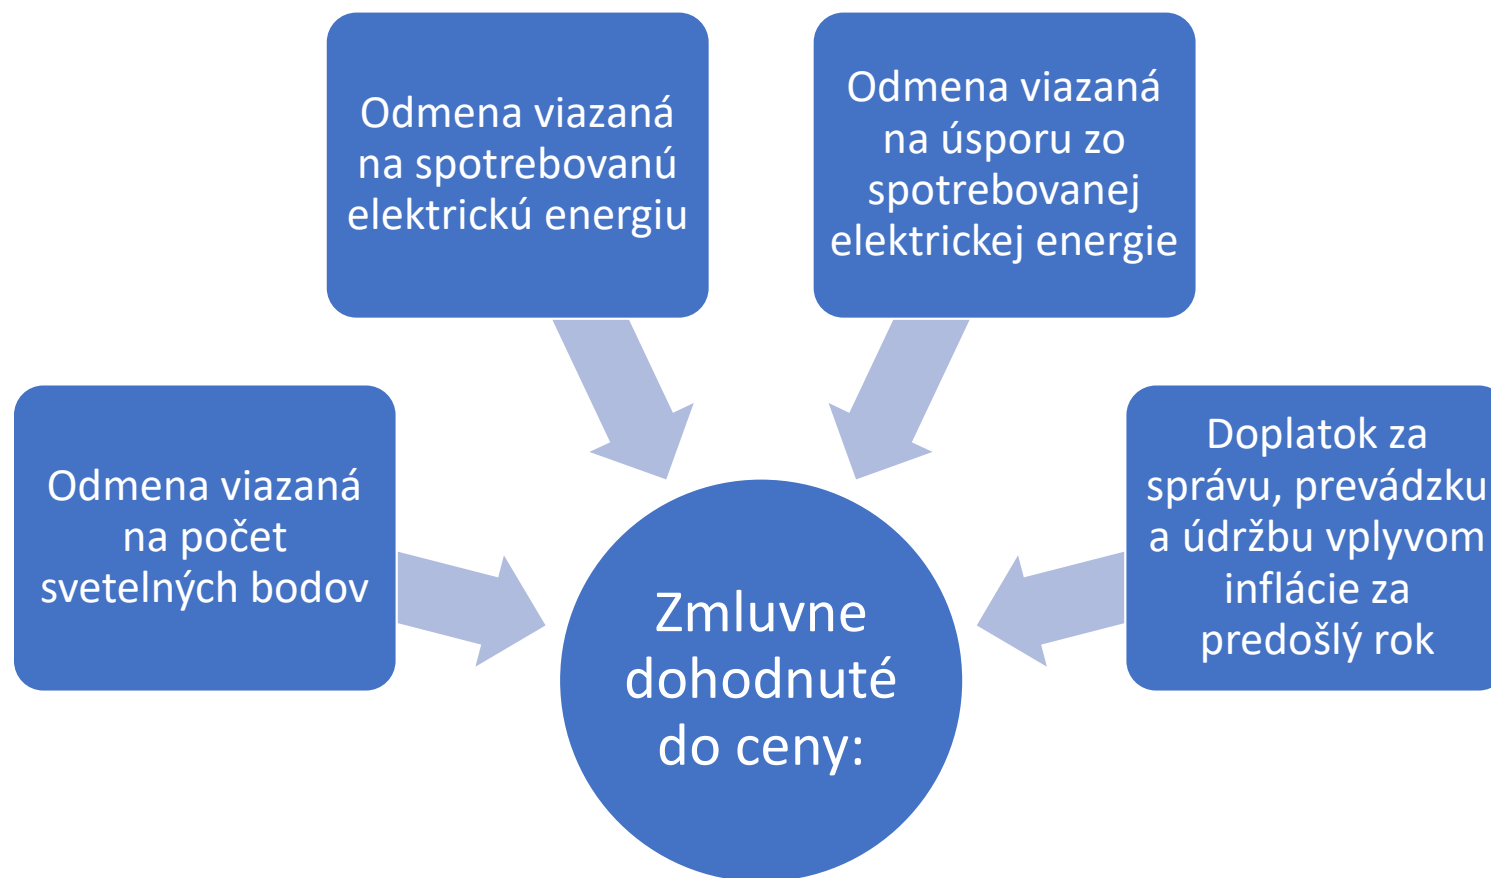 Odmena viazaná
na spotrebovanú
elektrickú energiu
Odmena viazaná
na úsporu zo
spotrebovanej
elektrickej energie
Odmena viazaná
na počet
svetelných bodov
Doplatok za
správu, prevádzku
a údržbu vplyvom
inflácie za
predošlý rok
Zmluvne
dohodnuté
do ceny: